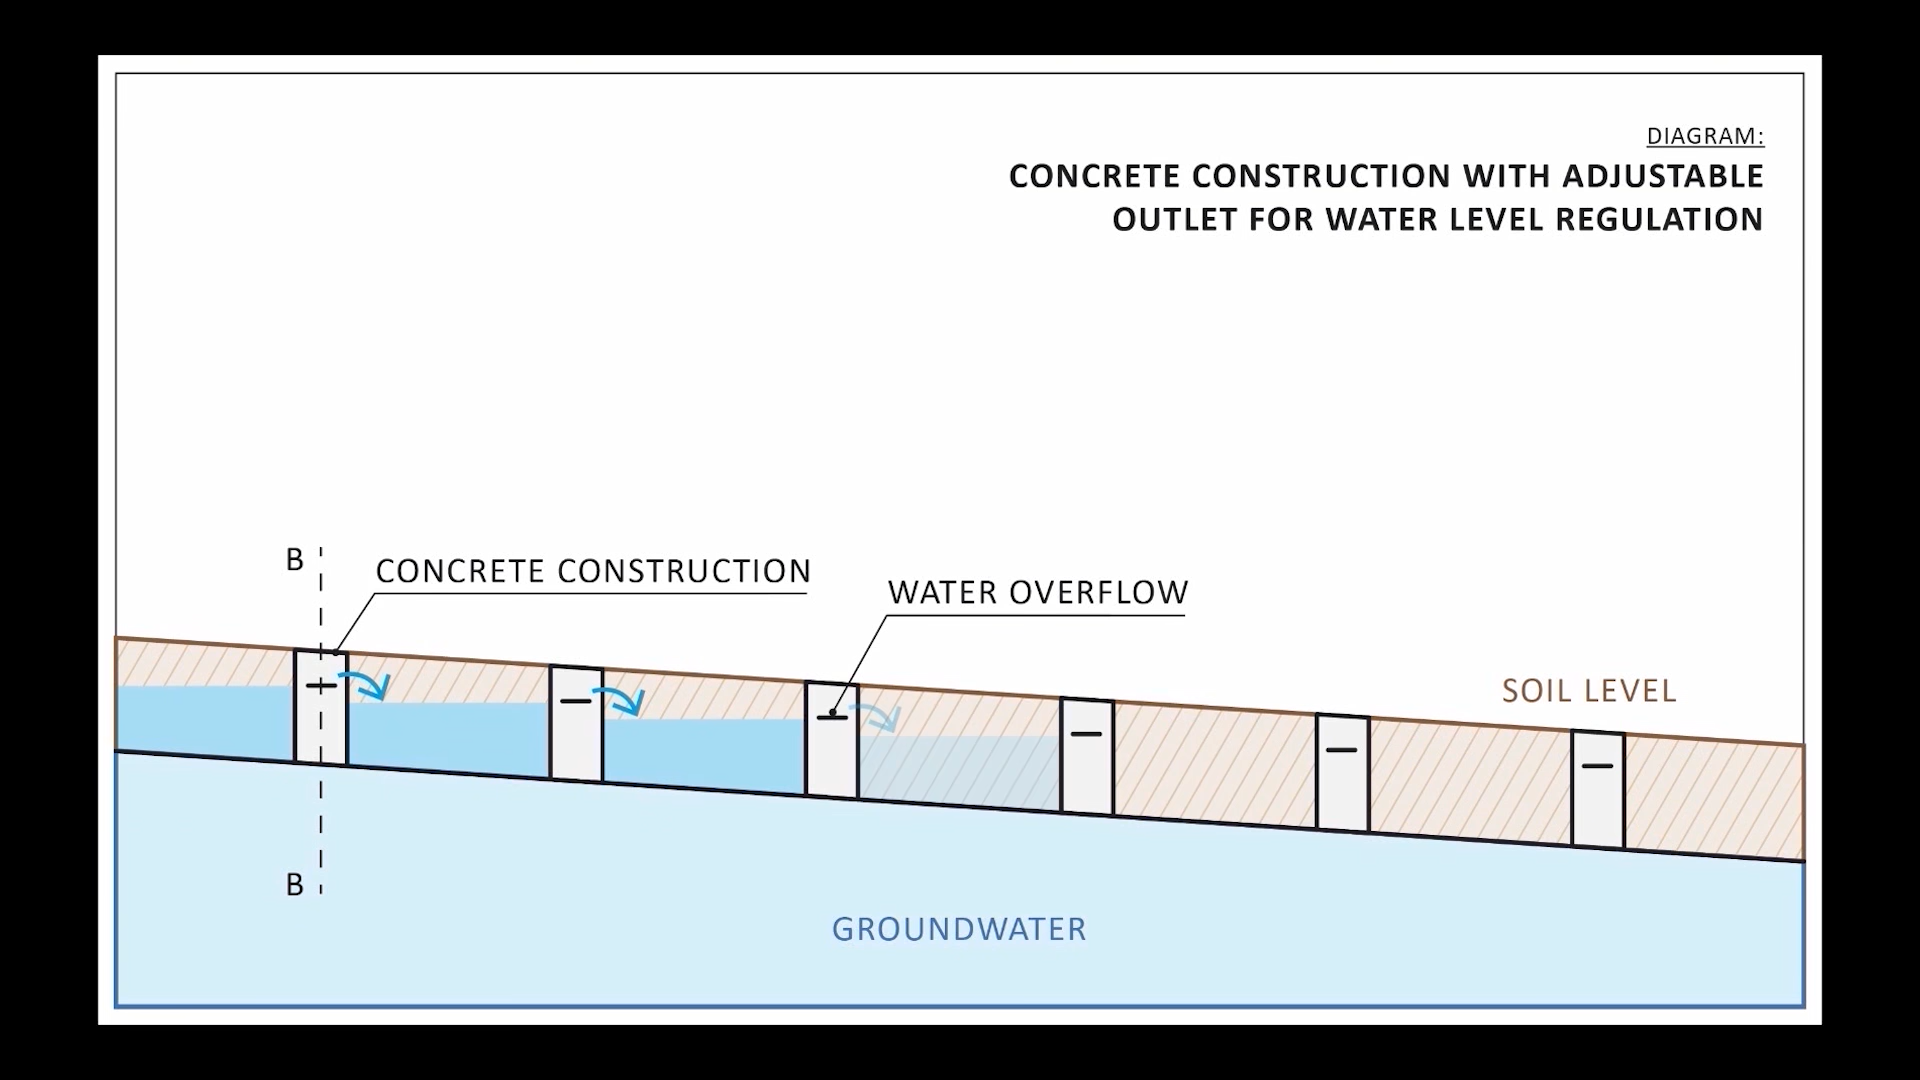 DIAGRAM:
CONCRETE CONSTRUCTION WITH ADJUSTABLE
OUTLET FOR WATER LEVEL REGULATION
B
CONCRETE CONSTRUCTION
WATER OVERFLOW
SOIL LEVEL
B
GROUNDWATER